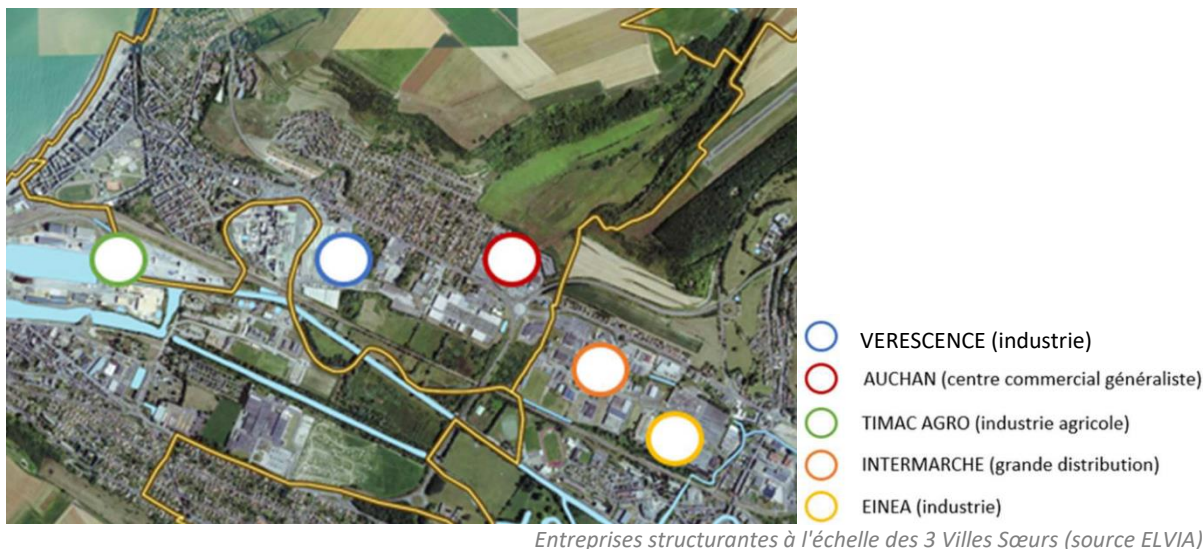 VERESCENCE (industrie)
AUCHAN (centre commercial généraliste)
TIMAC AGRO (industrie agricole)
INTERMARCHE (grande distribution)
EINEA (industrie)
Entreprises structurantes à l'échelle des 3 Villes Sœurs (source ELVIA)